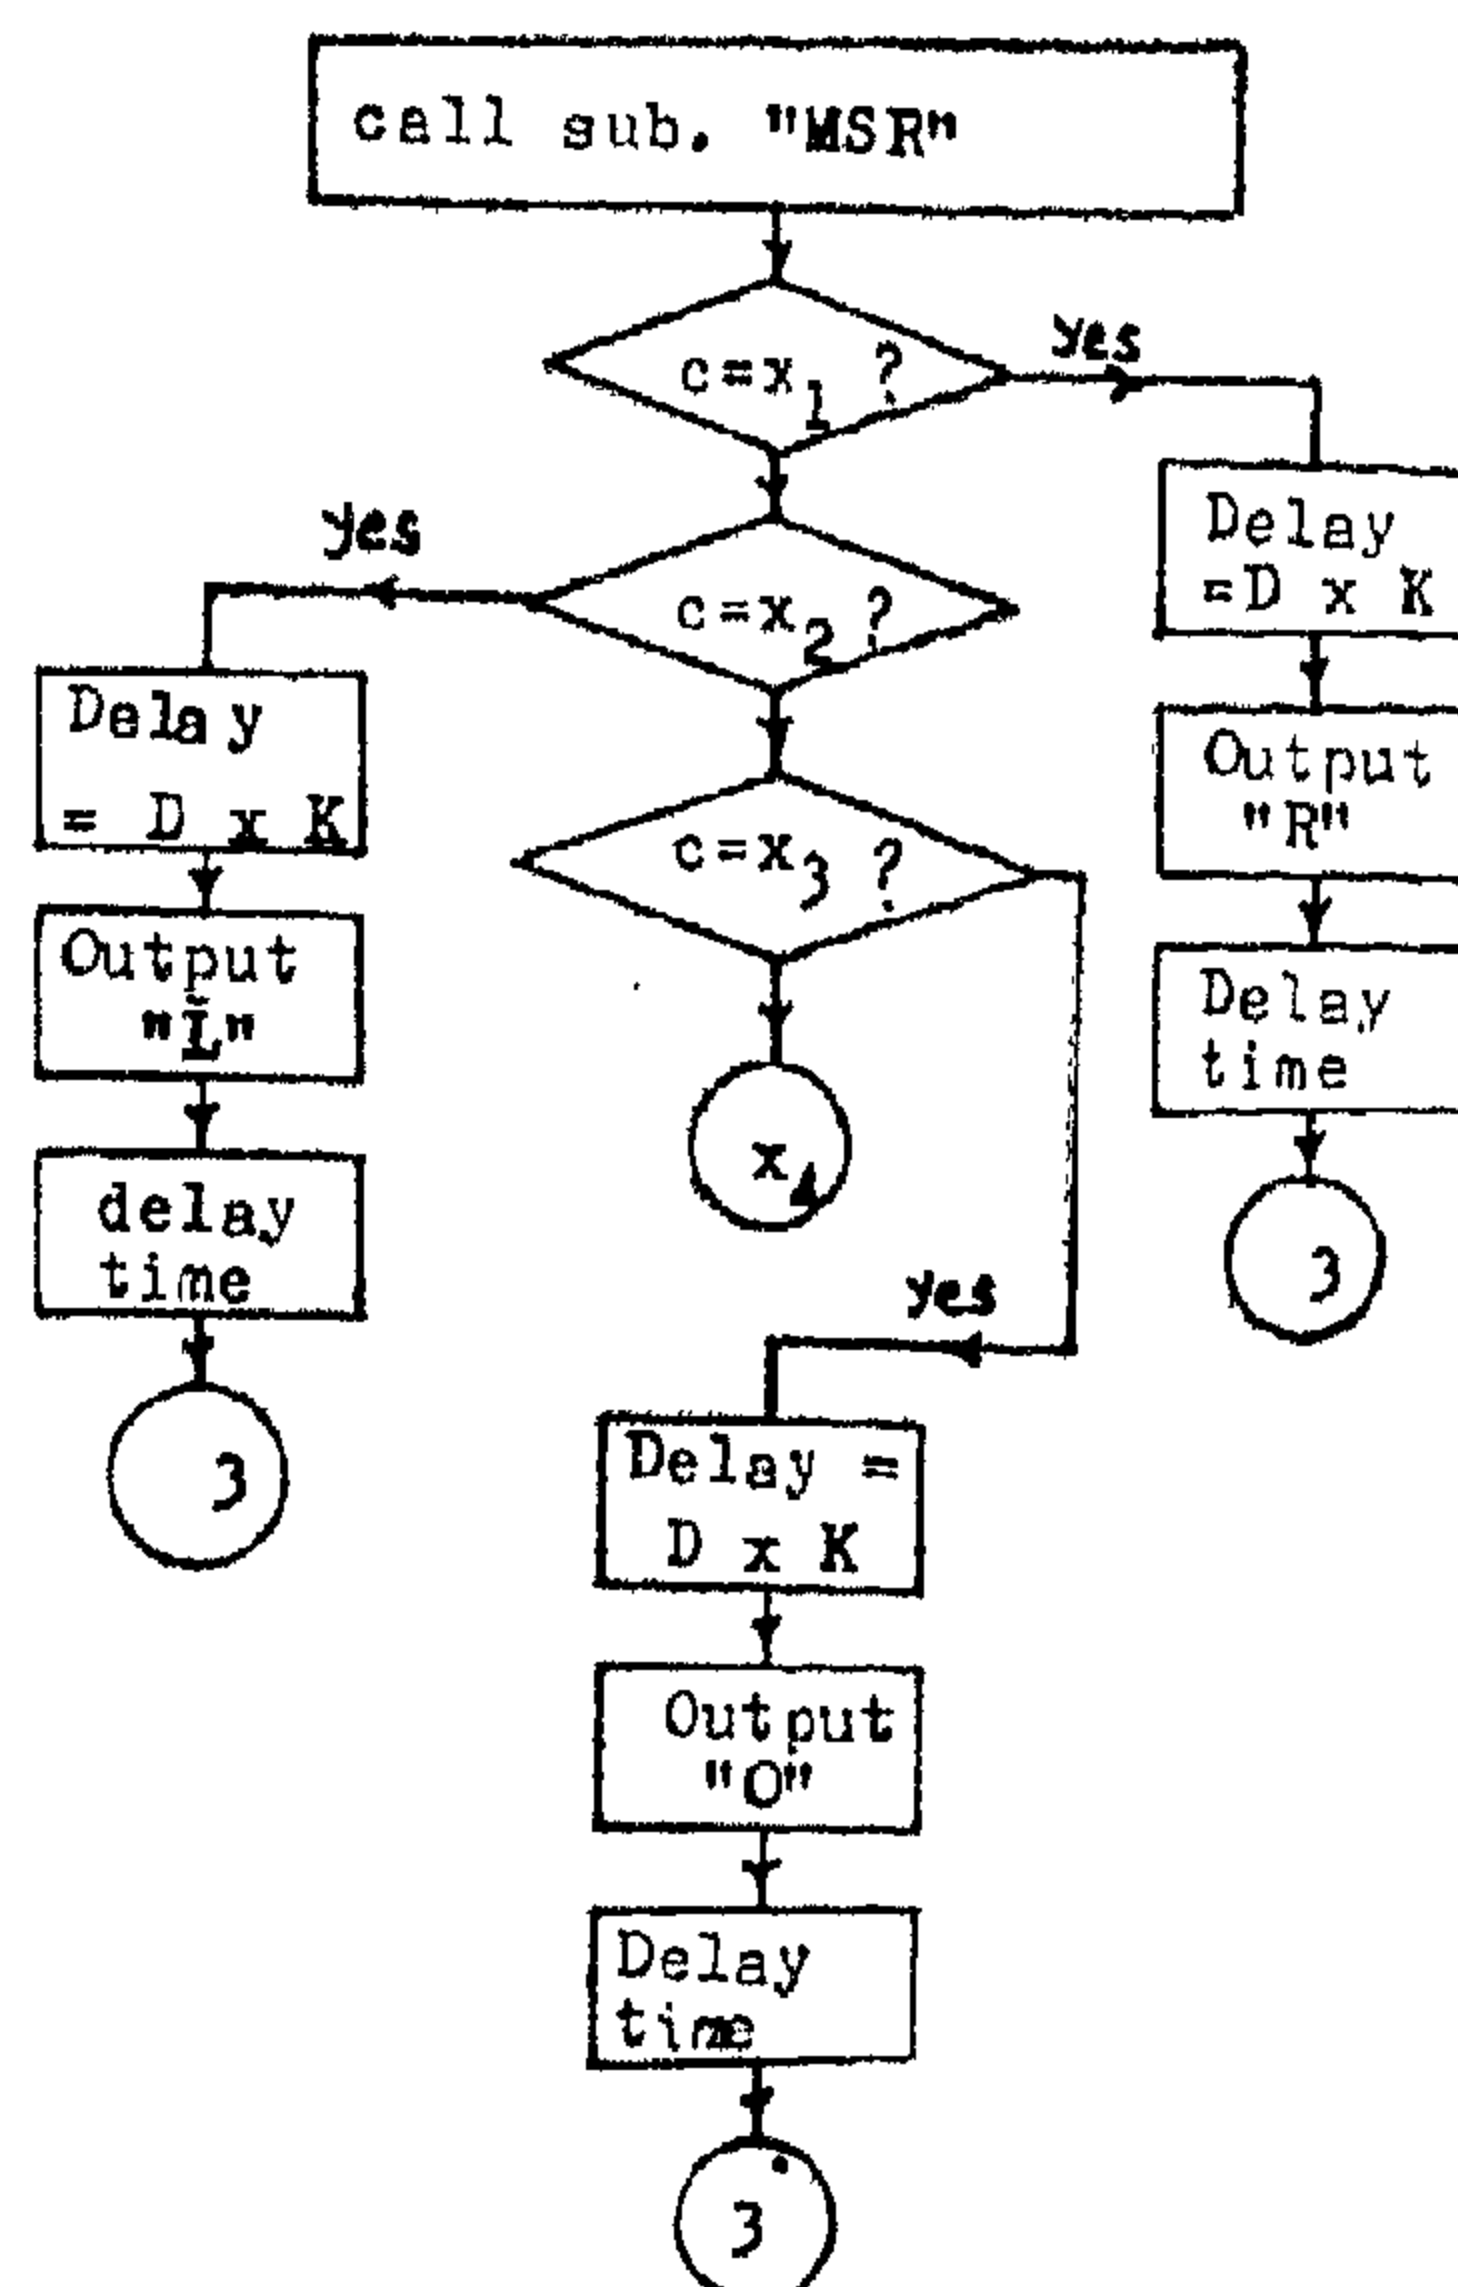 call sub. "MSR"
c=x1 ?
yes
Delay
=D x K
Output
"R"
Delay
time
3
c=x2 ?
yes
Delay
= D x K
Output
"L"
delay
time
3
c=x3 ?
x
yes
Delay =
D x K
Output
"O"
Delay
time
3